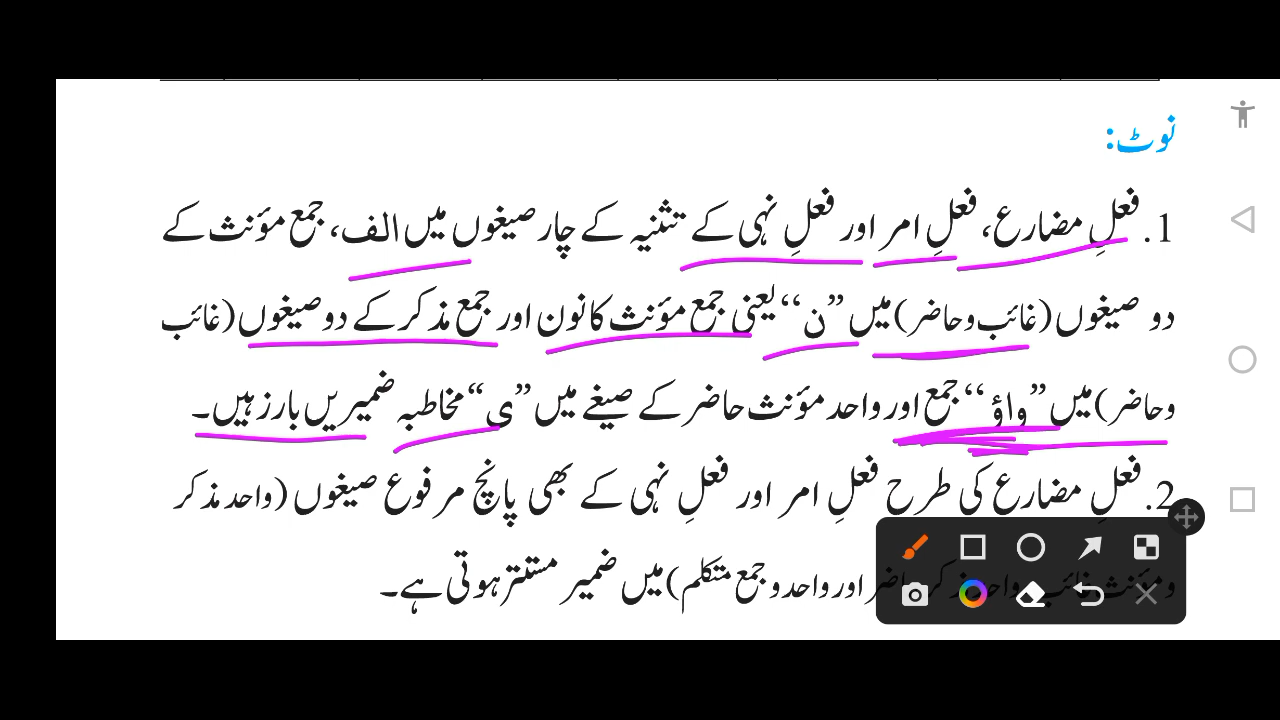 نوٹ:
1. فعلِ مضارع، فعلِ امر اور فعلِ نہی کے تثنیہ کے چار صیغوں میں الف، جمع مؤنث کے
دو صیغوں (غائب وحاضر) میں ”ن“ یعنی جمع مؤنث کا نون اور جمع مذکر کے دو صیغوں (غائب
وحاضر) میں ”واؤ“ جمع اور واحد مؤنث حاضر کے صیغے میں ”ی“ مخاطبہ ضمیریں بارز ہیں۔
2. فعلِ مضارع کی طرح فعلِ امر اور فعلِ نہی کے بھی پانچ مرفوع صیغوں (واحد مذکر
اور واحد و جمع متکلم) میں ضمیر مستتر ہوتی ہے۔